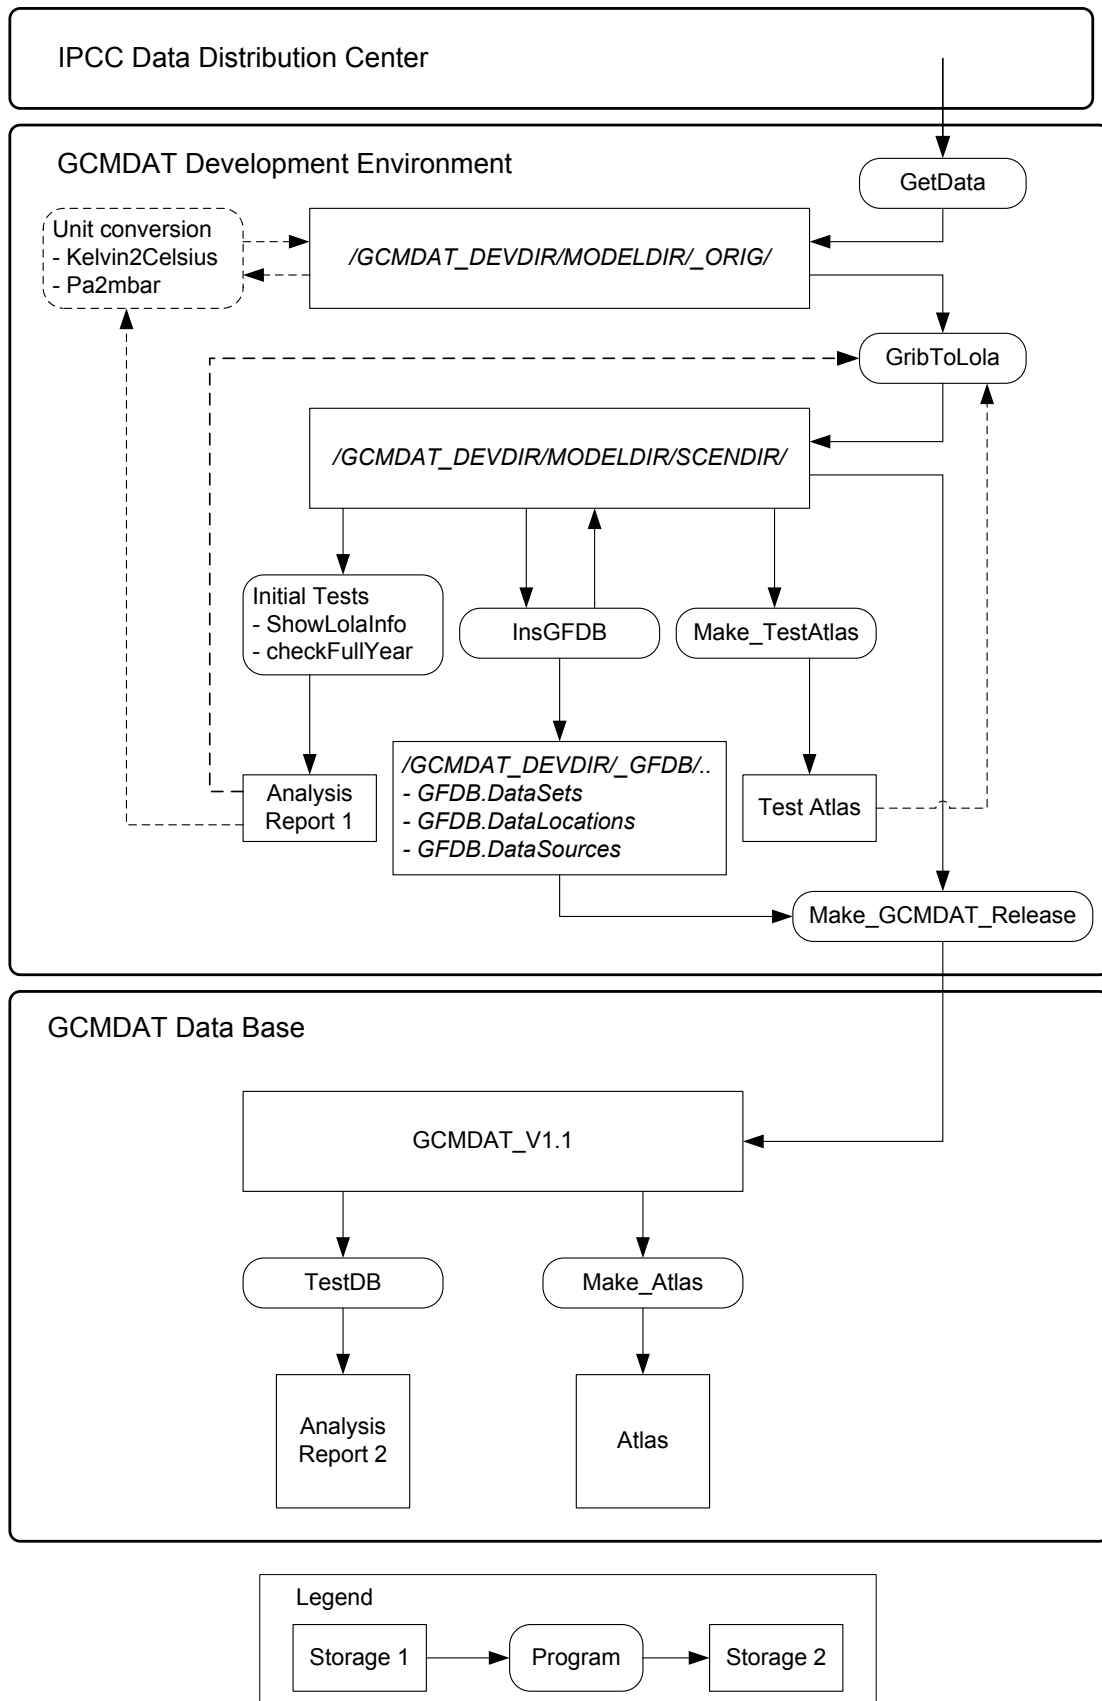 IPCC Data Distribution Center
GCMDAT Development Environment
GetData
Unit conversion
- Kelvin2Celsius
- Pa2mbar
/GCMDAT_DEVDIR/MODELDIR/_ORIG/
GribToLola
/GCMDAT_DEVDIR/MODELDIR/SCENDIR/
Initial Tests
- ShowLolaInfo
- checkFullYear
InsGFDB
Make_TestAtlas
Analysis
Report 1
/GCMDAT_DEVDIR/_GFDB/..
- GFDB.DataSets
- GFDB.DataLocations
- GFDB.DataSources
Test Atlas
Make_GCMDAT_Release
GCMDAT Data Base
GCMDAT_V1.1
TestDB
Make_Atlas
Analysis
Report 2
Atlas
Legend
Storage 1
Program
Storage 2